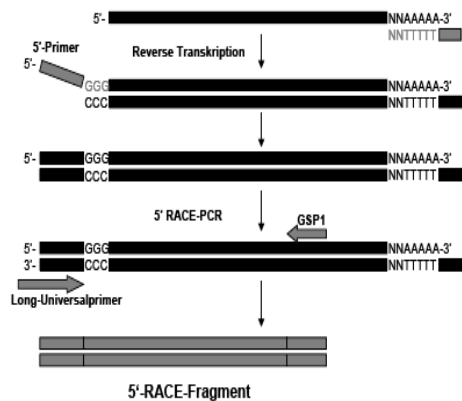 5'- NNAAAAA-3'
NNTTTTT
5'-Primer
Reverse Transkription
5'-
GGG NNAAAAA-3'
CCC NNTTTTT
5'- GGG NNAAAAA-3'
CCC NNTTTTT
5' RACE-PCR
GSP1
5'- GGG NNAAAAA-3'
3'- CCC NNTTTTT
Long-Universalprimer
5'-RACE-Fragment